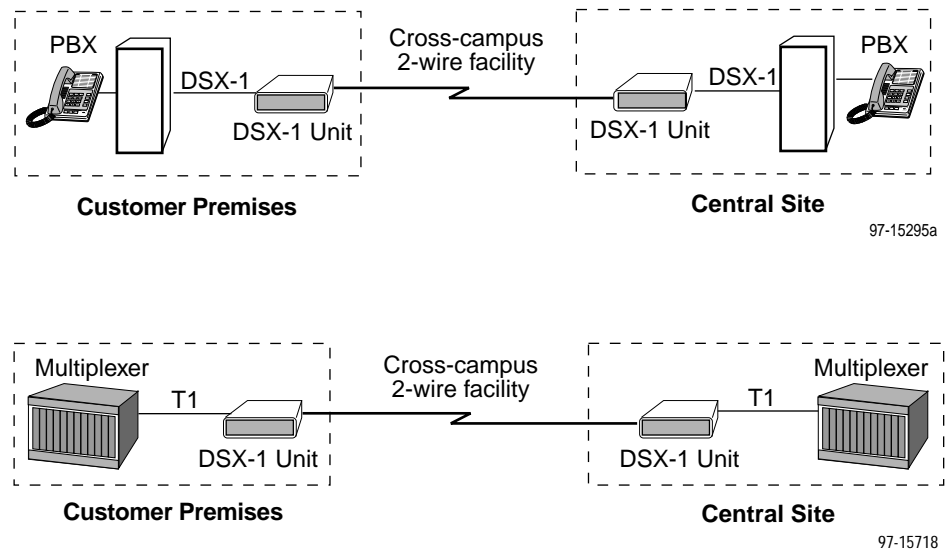 PBX
DSX-1
DSX-1 Unit
Cross-campus
2-wire facility
DSX-1
PBX
DSX-1 Unit
Customer Premises
Central Site
97-15295a
Multiplexer
T1
DSX-1 Unit
Cross-campus
2-wire facility
T1
Multiplexer
DSX-1 Unit
Customer Premises
Central Site
97-15718